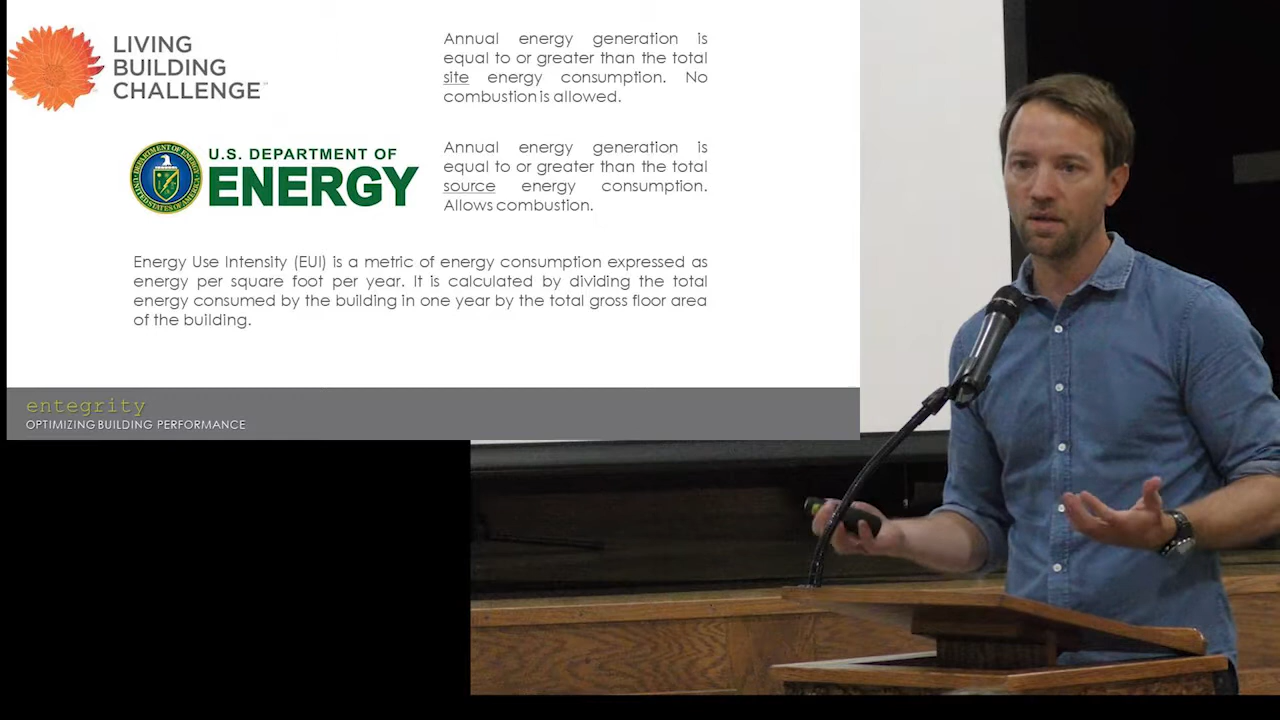 LIVING
BUILDING
CHALLENGE
Annual energy generation is
equal to or greater than the total
site energy consumption. No
combustion is allowed.
U.S. DEPARTMENT OF
ENERGY
Annual energy generation is
equal to or greater than the total
source energy consumption.
Allows combustion.
Energy Use Intensity (EUI) is a metric of energy consumption expressed as
energy per square foot per year. It is calculated by dividing the total
energy consumed by the building in one year by the total gross floor area
of the building.
entegrity
OPTIMIZING BUILDING PERFORMANCE